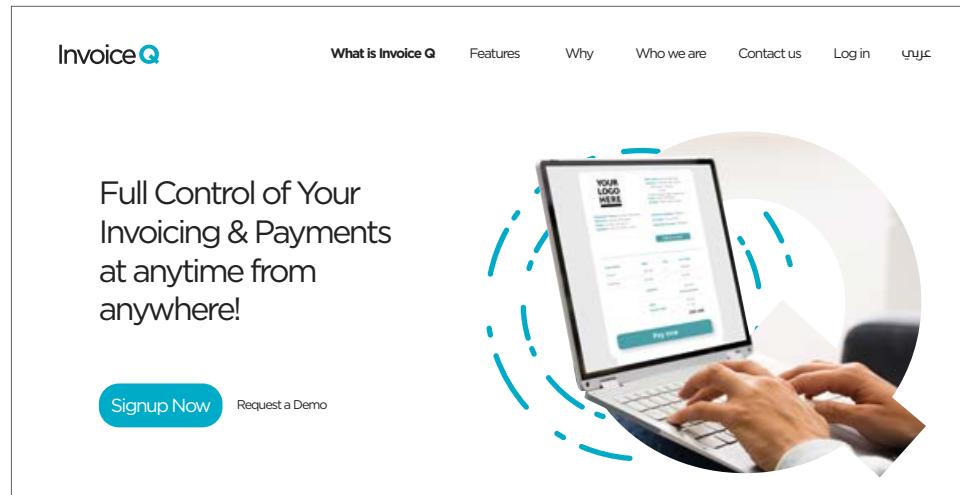 Invoice Q
What is Invoice Q
Features
Why
Who we are
Contact us
Log in
عربي
Full Control of Your
Invoicing & Payments
at anytime from
anywhere!
Signup Now
Request a Demo
YOUR
LOGO
HERE
Pay now